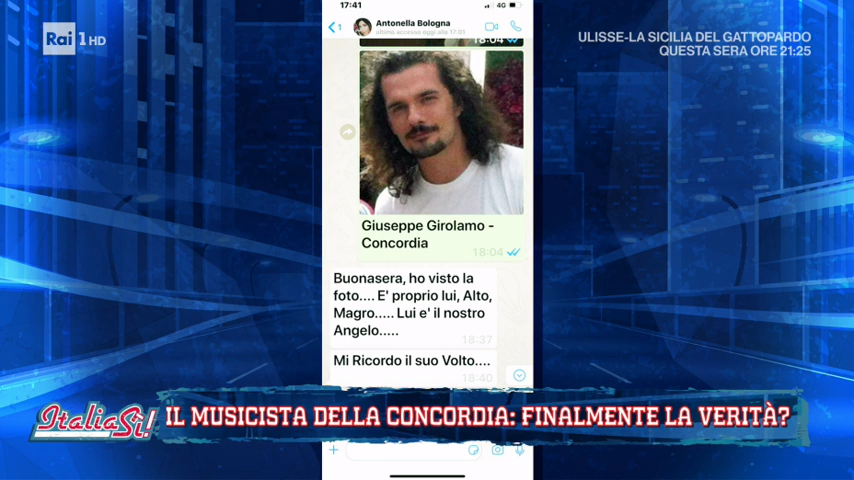 Rai 1 HD
ULISSE-LA SICILIA DEL GATTOPARDO
QUESTA SERA ORE 21:25
17:41
4G
1
Antonella Bologna
ultimo accesso oggi alle 17:01
18:04
Giuseppe Girolamo -
Concordia
18:04
Buonasera, ho visto la
foto.... E' proprio lui, Alto,
Magro..... Lui e' il nostro
Angelo.....
18:37
Mi Ricordo il suo Volto....
18:40
ItaliaSì!
IL MUSICISTA DELLA CONCORDIA: FINALMENTE LA VERITÀ?